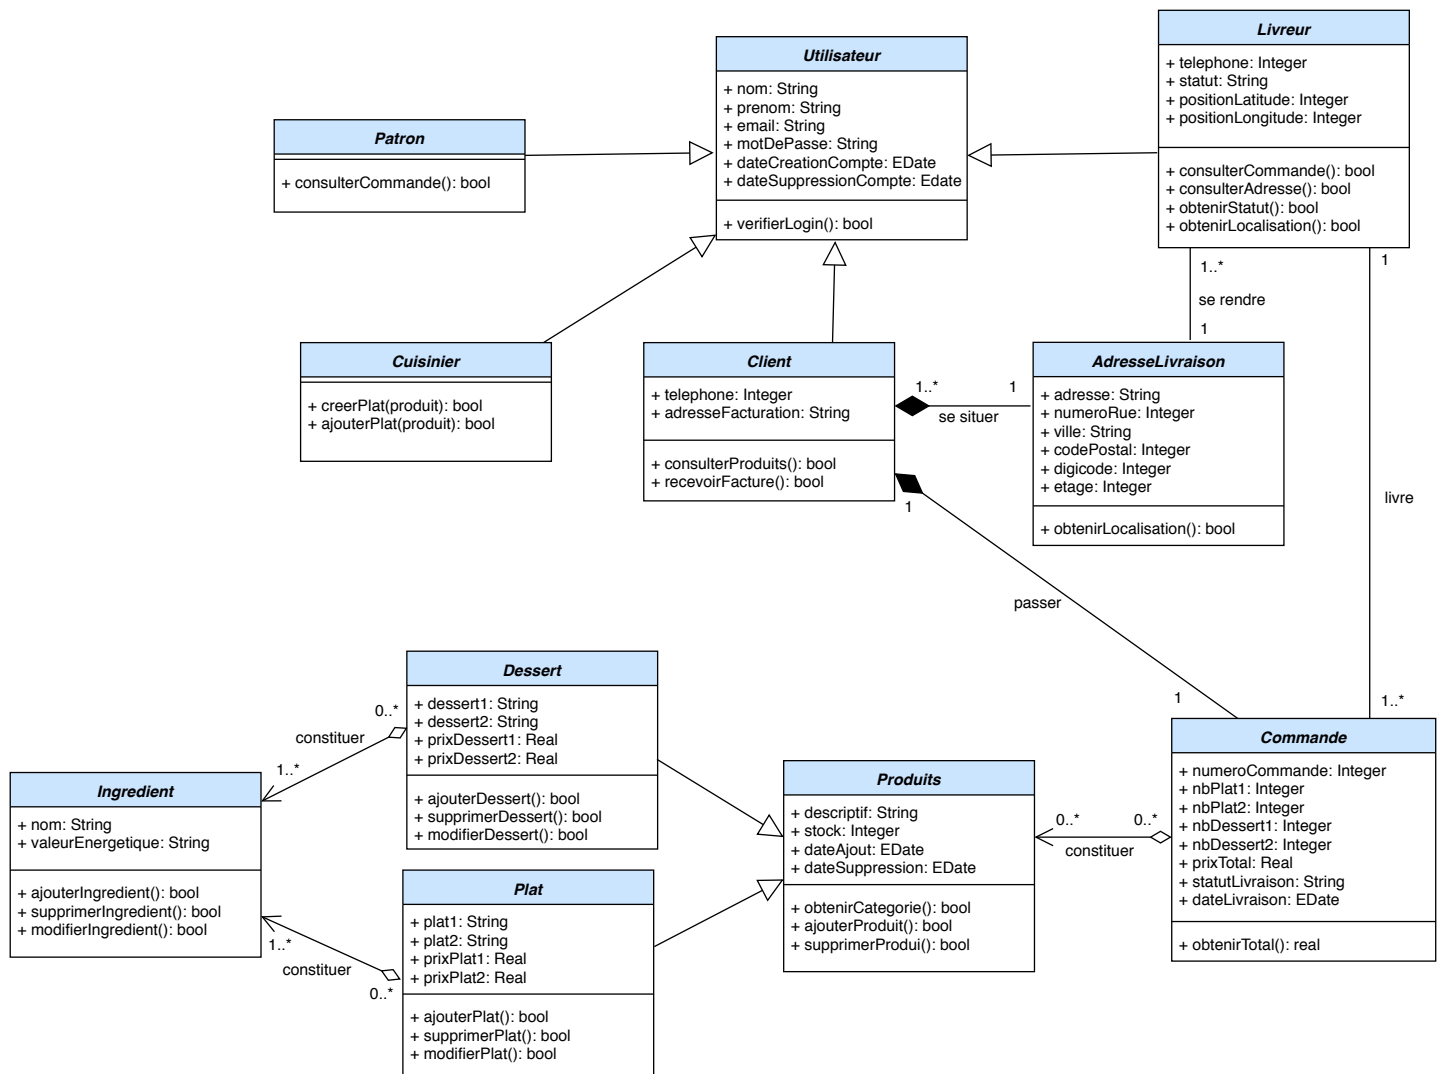 Utilisateur
+ nom: String
+ prenom: String
+ email: String
+ motDePasse: String
+ dateCreationCompte: EDate
+ dateSuppressionCompte: Edate
+ verifierLogin(): bool
Livreur
+ telephone: Integer
+ statut: String
+ positionLatitude: Integer
+ positionLongitude: Integer
+ consulterCommande(): bool
+ consulterAdresse(): bool
+ obtenirStatut(): bool
+ obtenirLocalisation(): bool
Patron
+ consulterCommande(): bool
1..*
se rendre
1
1
livre
1..*
Cuisinier
+ creerPlat(produit): bool
+ ajouterPlat(produit): bool
Client
+ telephone: Integer
+ adresseFacturation: String
+ consulterProduits(): bool
+ recevoirFacture(): bool
1..*
1
se situer
AdresseLivraison
+ adresse: String
+ numeroRue: Integer
+ ville: String
+ codePostal: Integer
+ digicode: Integer
+ etage: Integer
+ obtenirLocalisation(): bool
1
passer
1
Dessert
+ dessert1: String
+ dessert2: String
+ prixDessert1: Real
+ prixDessert2: Real
+ ajouterDessert(): bool
+ supprimerDessert(): bool
+ modifierDessert(): bool
0..*
constituer
1..*
Ingredient
+ nom: String
+ valeurEnergetique: String
+ ajouterIngredient(): bool
+ supprimerIngredient(): bool
+ modifierIngredient(): bool
1..*
constituer
0..*
Plat
+ plat1: String
+ plat2: String
+ prixPlat1: Real
+ prixPlat2: Real
+ ajouterPlat(): bool
+ supprimerPlat(): bool
+ modifierPlat(): bool
Produits
+ descriptif: String
+ stock: Integer
+ dateAjout: EDate
+ dateSuppression: EDate
+ obtenirCategorie(): bool
+ ajouterProduit(): bool
+ supprimerProdui(): bool
0..*
0..*
constituer
Commande
+ numeroCommande: Integer
+ nbPlat1: Integer
+ nbPlat2: Integer
+ nbDessert1: Integer
+ nbDessert2: Integer
+ prixTotal: Real
+ statutLivraison: String
+ dateLivraison: EDate
+ obtenirTotal(): real